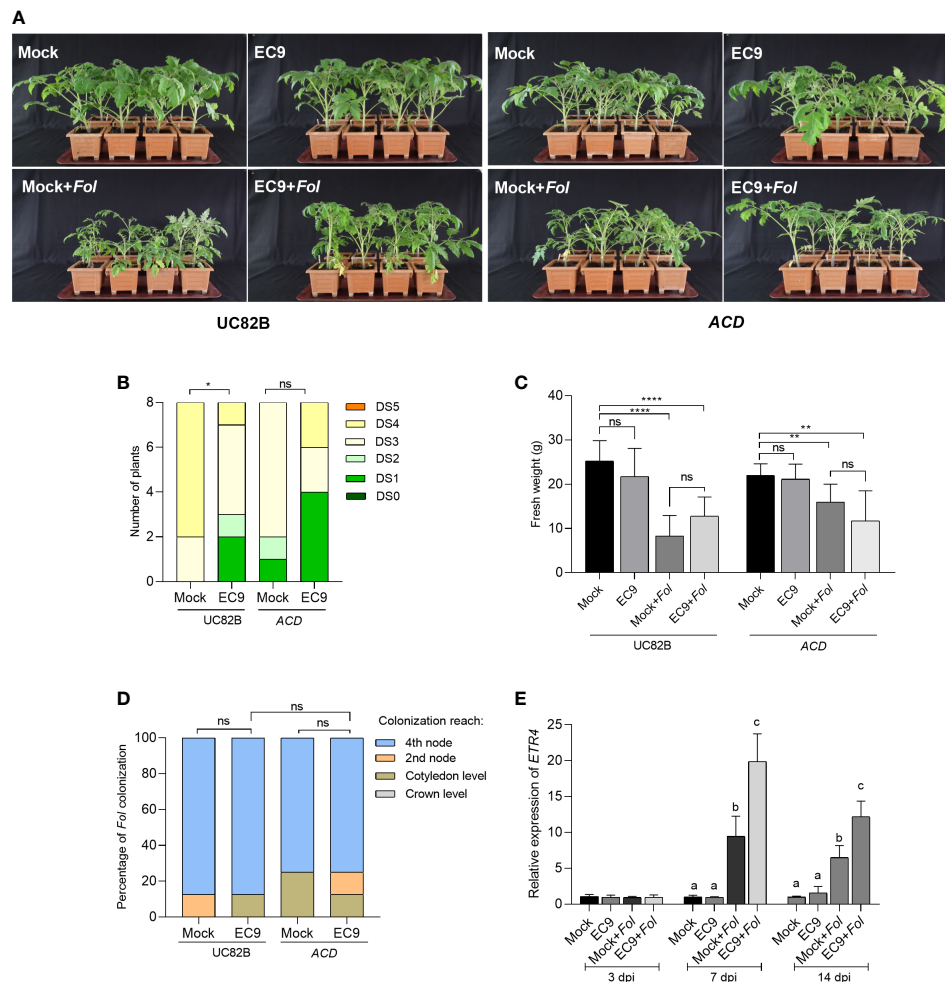 A
Mock
EC9
Mock
EC9
Mock+Fol
EC9+Fol
Mock+Fol
EC9+Fol
UC82B
ACD
B
* ns
Number of plants
8
6
4
2
0
DS5
DS4
DS3
DS2
DS1
DS0
Mock EC9 Mock EC9
UC82B ACD
C
Fresh weight (g)
40
30
20
10
0
****
****
ns
ns
**
**
ns
ns
Mock EC9 Mock+Fol EC9+Fol Mock EC9 Mock+Fol EC9+Fol
UC82B ACD
D
ns
ns ns
Percentage of Fol colonization
100
80
60
40
20
0
Colonization reach:
4th node
2nd node
Cotyledon level
Crown level
Mock EC9 Mock EC9
UC82B ACD
E
Relative expression of ETR4
25
20
15
10
5
0
a a b c
a a b c
Mock EC9 Mock+Fol EC9+Fol Mock EC9 Mock+Fol EC9+Fol Mock EC9 Mock+Fol EC9+Fol
3 dpi 7 dpi 14 dpi